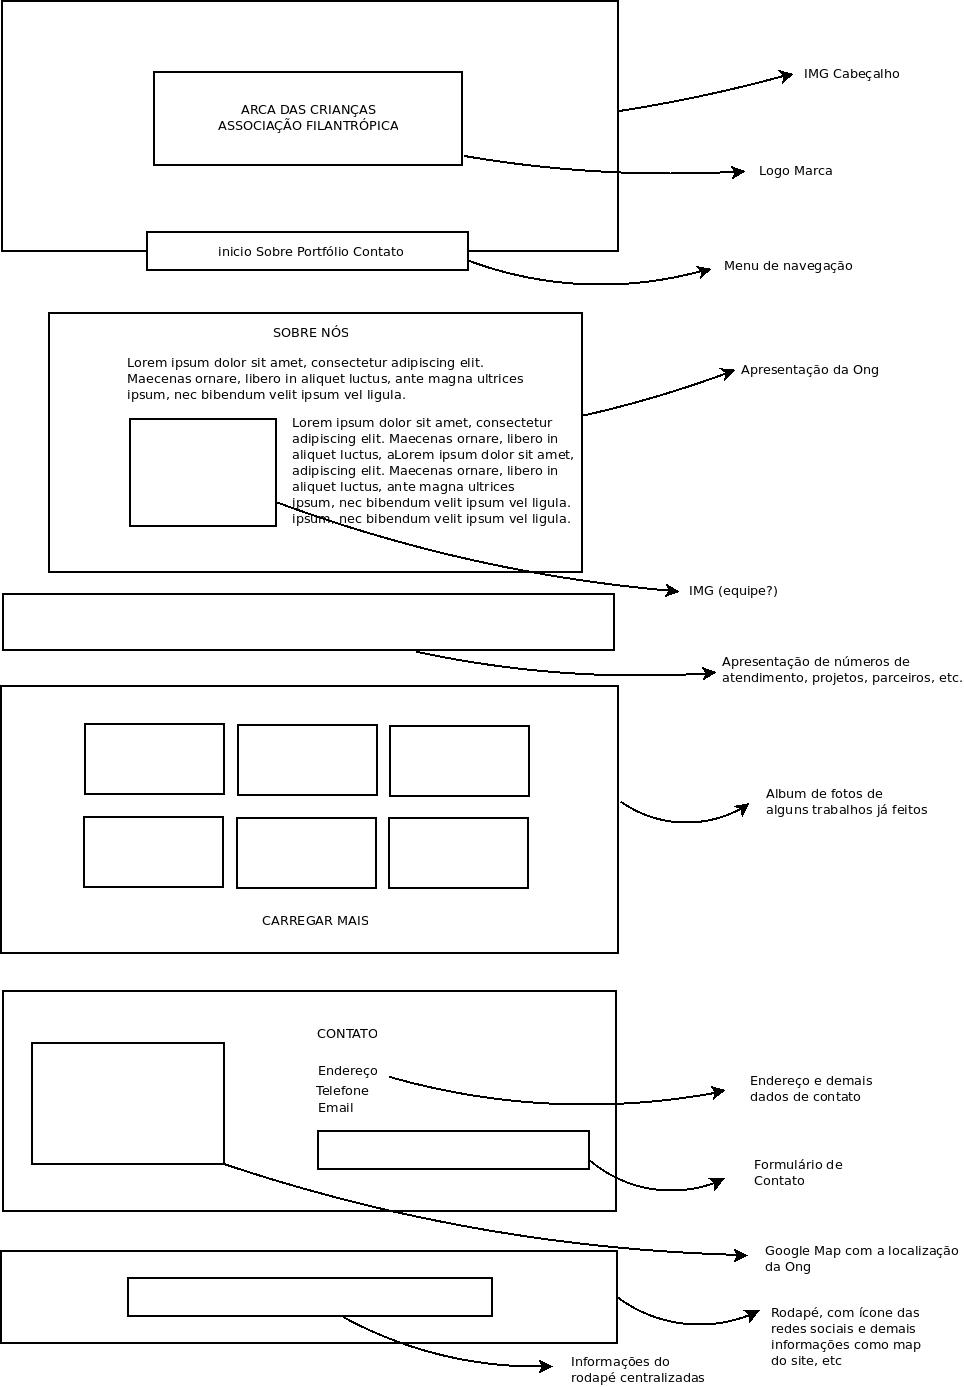 IMG Cabeçalho
ARCA DAS CRIANÇAS
ASSOCIAÇÃO FILANTRÓPICA
Logo Marca
inicio Sobre Portfólio Contato
Menu de navegação
SOBRE NÓS
Lorem ipsum dolor sit amet, consectetur adipiscing elit.
Maecenas ornare, libero in aliquet luctus, ante magna ultrices
ipsum, nec bibendum velit ipsum vel ligula.
Apresentação da Ong
Lorem ipsum dolor sit amet, consectetur
adipiscing elit. Maecenas ornare, libero in
aliquet luctus, aLorem ipsum dolor sit amet,
adipiscing elit. Maecenas ornare, libero in
aliquet luctus, ante magna ultrices
ipsum, nec bibendum velit ipsum vel ligula.
ipsum, nec bibendum velit ipsum vel ligula.
IMG (equipe?)
Apresentação de números de
atendimento, projetos, parceiros, etc.
Album de fotos de
alguns trabalhos já feitos
CARREGAR MAIS
CONTATO
Endereço
Telefone
Email
Endereço e demais
dados de contato
Formulário de
Contato
Google Map com a localização
da Ong
Rodapé, com ícone das
redes sociais e demais
informações como map
do site, etc
Informações do
rodapé centralizadas